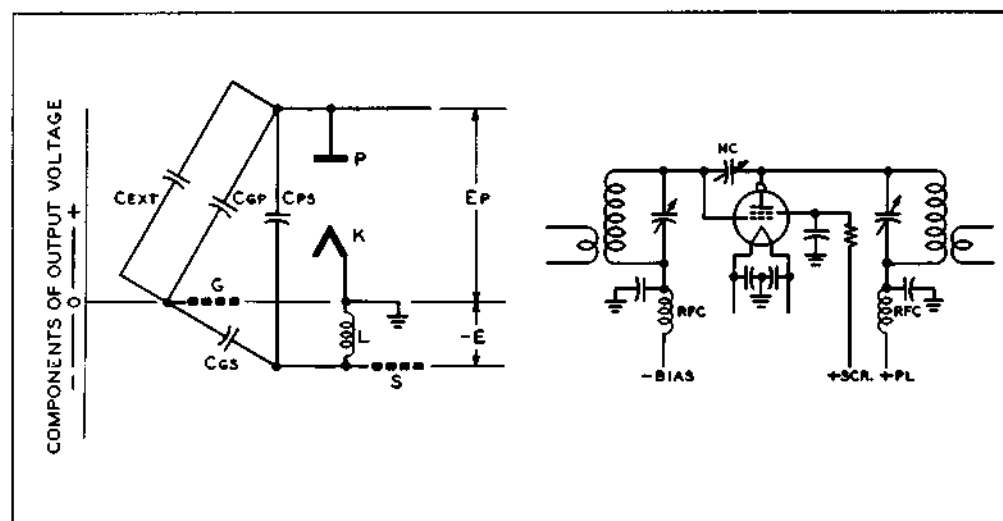 COMPONENTS OF OUTPUT VOLTAGE
- 0 +
CEXT
CGP
CPS
P
EP
K
G
L
-E
CGS
S
NC
RFC
RFC
-BIAS
+SCR. +PL